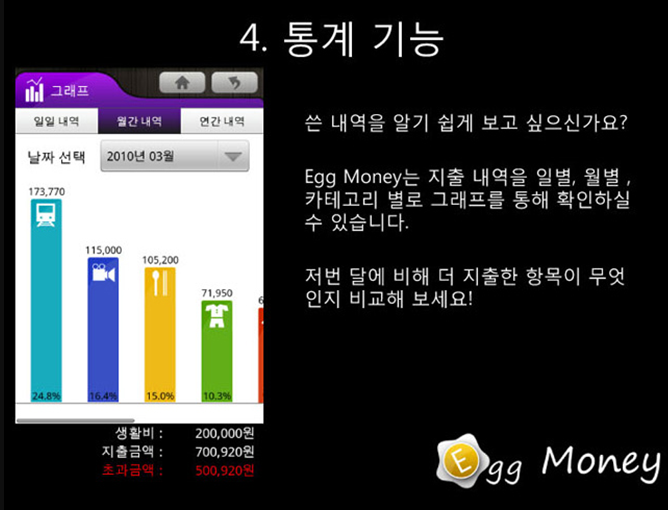 4. 통계 기능
그래프
일일 내역 월간 내역 연간 내역
날짜 선택 2010년 03월
173,770
115,000
105,200
71,950
24.8% 16.4% 15.0% 10.3%
생활비 : 200,000원
지출금액 : 700,920원
초과금액 : 500,920원
쓴 내역을 알기 쉽게 보고 싶으신가요?
Egg Money는 지출 내역을 일별, 월별 ,
카테고리 별로 그래프를 통해 확인하실
수 있습니다.
저번 달에 비해 더 지출한 항목이 무엇
인지 비교해 보세요!
Egg Money